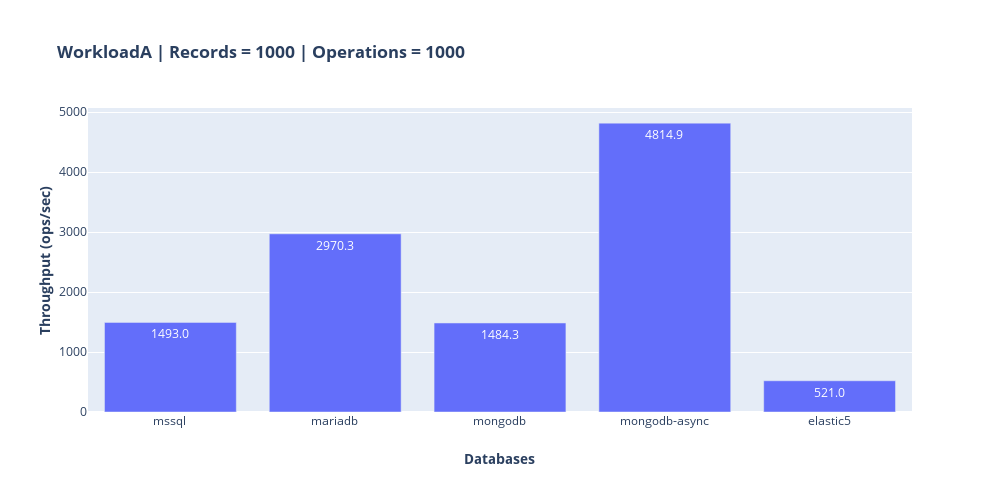 WorkloadA | Records = 1000 | Operations = 1000
Throughput (ops/sec)
5000
4000
3000
2000
1000
0
1493.0
2970.3
1484.3
4814.9
521.0
mssql
mariadb
mongodb
mongodb-async
elastic5
Databases